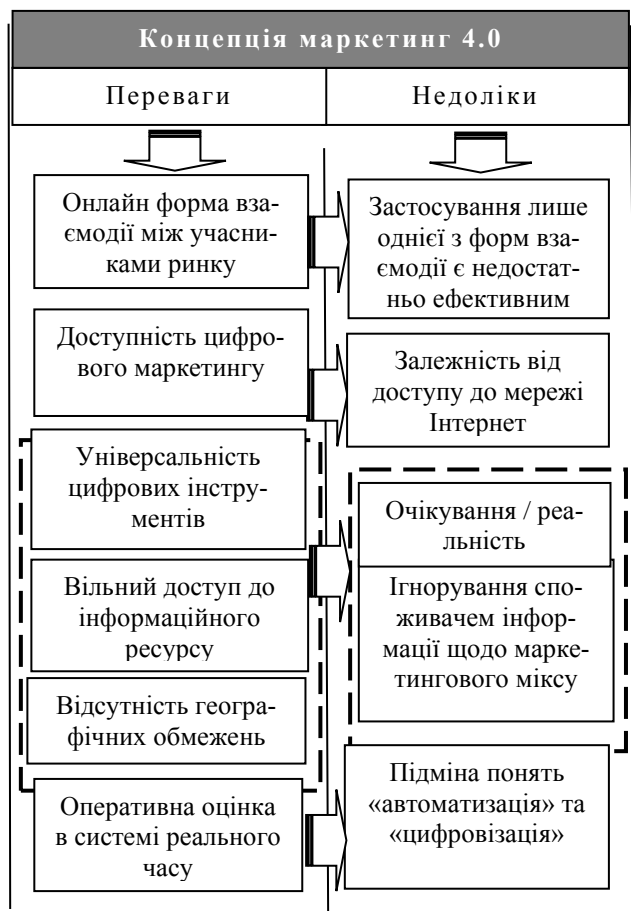 Концепція маркетинг 4.0
Переваги
Недоліки
Онлайн форма вза-
ємодії між учасни-
ками ринку
Застосування лише
однієї з форм вза-
ємодії є недостат-
ньо ефективним
Доступність цифро-
вого маркетингу
Залежність від
доступу до мережі
Інтернет
Універсальність
цифрових інстру-
ментів
Вільний доступ до
інформаційного
ресурсу
Відсутність геогра-
фічних обмежень
Очікування / реа-
льність
Ігнорування спо-
живачем інфор-
мації щодо марке-
тингового міксу
Оперативна оцінка
в системі реального
часу
Підміна понять
«автоматизація» та
«цифровізація»